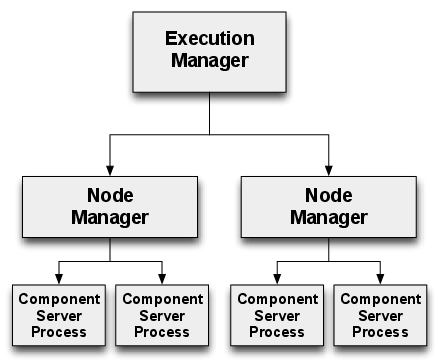 Execution
Manager
Node
Manager
Node
Manager
Component
Server
Process
Component
Server
Process
Component
Server
Process
Component
Server
Process